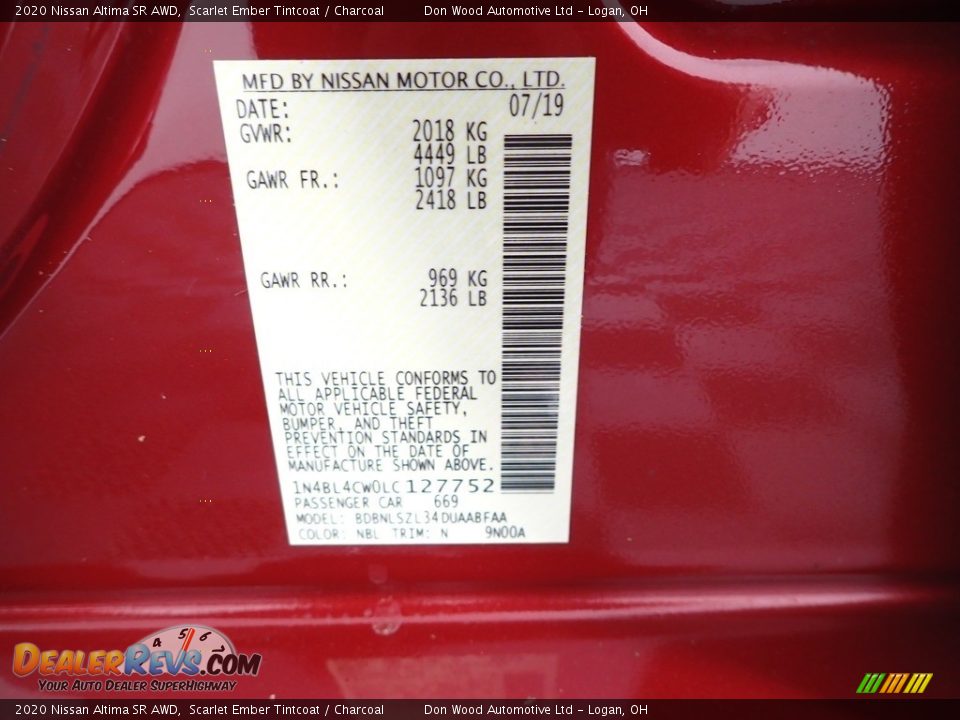 2020 Nissan Altima SR AWD, Scarlet Ember Tintcoat / Charcoal Don Wood Automotive Ltd - Logan, OH
MFD BY NISSAN MOTOR CO., LTD.
DATE: 07/19
GVWR: 2018 KG
4449 LB
GAWR FR.: 1097 KG
2418 LB
GAWR RR.: 969 KG
2136 LB
THIS VEHICLE CONFORMS TO
ALL APPLICABLE FEDERAL
MOTOR VEHICLE SAFETY,
BUMPER, AND THEFT
PREVENTION STANDARDS IN
EFFECT ON THE DATE OF
MANUFACTURE SHOWN ABOVE.
1N4BL4CW0LC127752
PASSENGER CAR 669
MODEL: BDBNLSZL34DUAABFAA
COLOR: NBL TRIM: N 9N00A
4 5 6
DEALERREVS.COM
YOUR AUTO DEALER SUPERHIGHWAY
2020 Nissan Altima SR AWD, Scarlet Ember Tintcoat / Charcoal Don Wood Automotive Ltd - Logan, OH